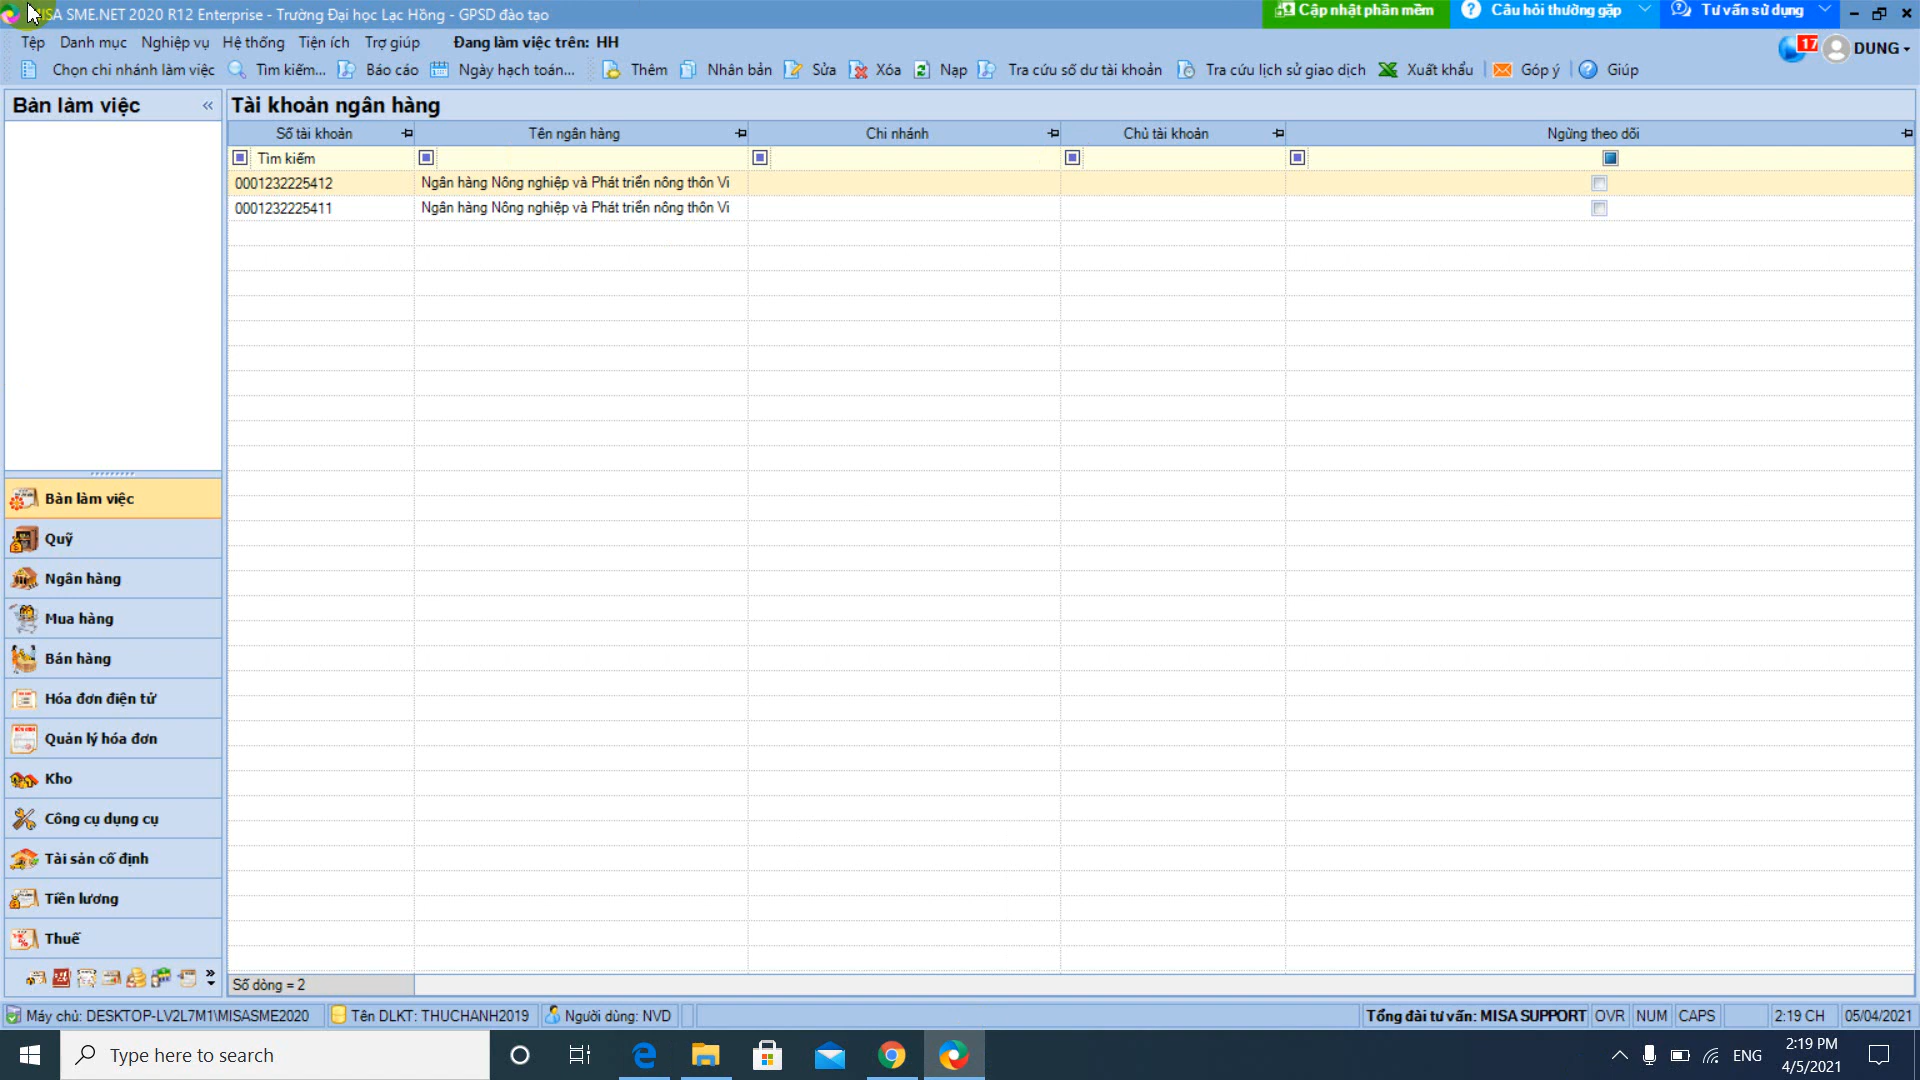 ISA SME.NET 2020 R12 Enterprise - Trường Đại học Lạc Hồng - GPSD đào tạo
Cập nhật phần mềm
Câu hỏi thường gặp
Tư vấn sử dụng
Tệp Danh mục Nghiệp vụ Hệ thống Tiện ích Trợ giúp Đang làm việc trên: HH
17
DUNG
Chọn chi nhánh làm việc Tìm kiếm... Báo cáo Ngày hạch toán... Thêm Nhân bản Sửa Xóa Nạp Tra cứu số dư tài khoản Tra cứu lịch sử giao dịch Xuất khẩu Góp ý Giúp
Bàn làm việc «
Tài khoản ngân hàng
Số tài khoản Tên ngân hàng Chi nhánh Chủ tài khoản Ngừng theo dõi
Tìm kiếm
0001232225412 Ngân hàng Nông nghiệp và Phát triển nông thôn Vi
0001232225411 Ngân hàng Nông nghiệp và Phát triển nông thôn Vi
Bàn làm việc
Quỹ
Ngân hàng
Mua hàng
Bán hàng
Hóa đơn điện tử
Quản lý hóa đơn
Kho
Công cụ dụng cụ
Tài sản cố định
Tiền lương
Thuế
Số dòng = 2
Máy chủ: DESKTOP-LV2L7M1\MISASME2020 Tên DLKT: THUCHANH2019 Người dùng: NVD Tổng đài tư vấn: MISA SUPPORT OVR NUM CAPS 2:19 CH 05/04/2021
Type here to search
ENG
2:19 PM
4/5/2021